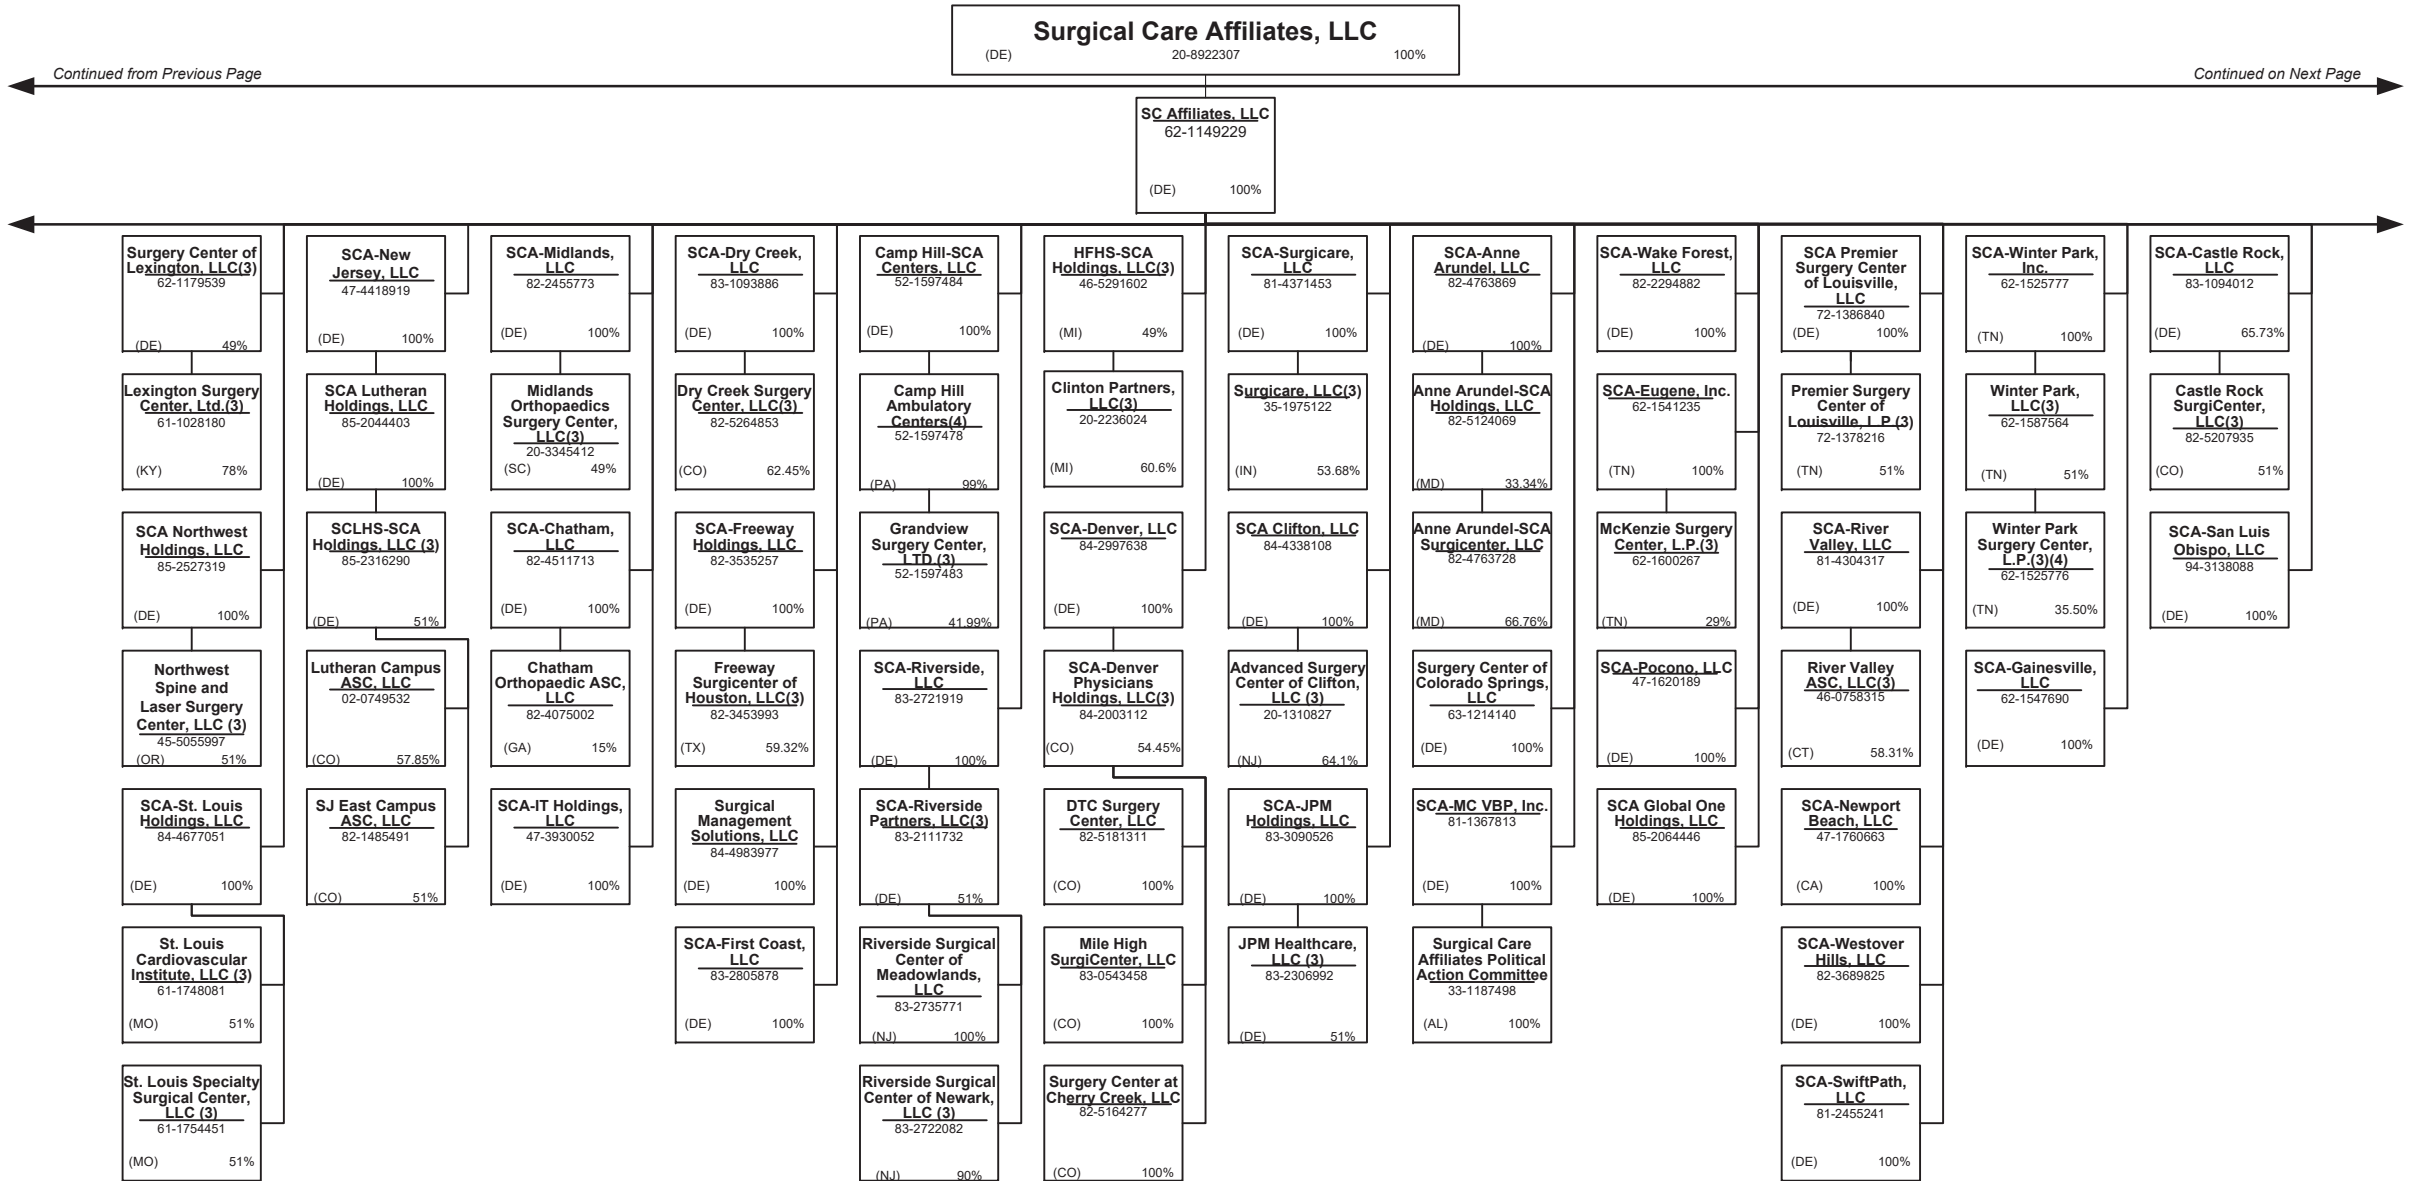 Surgical Care Affiliates, LLC
(DE) 20-8922307 100%
Continued from Previous Page
Continued on Next Page
SC Affiliates, LLC
62-1149229
(DE) 100%
Surgery Center of
Lexington, LLC(3)
62-1179539
(DE) 49%
Lexington Surgery
Center, Ltd.(3)
61-1028180
(KY) 78%
SCA Northwest
Holdings, LLC
85-2527319
(DE) 100%
Northwest
Spine and
Laser Surgery
Center, LLC (3)
45-5055997
(OR) 51%
SCA-St. Louis
Holdings, LLC
84-4677051
(DE) 100%
St. Louis
Cardiovascular
Institute, LLC (3)
61-1748081
(MO) 51%
St. Louis Specialty
Surgical Center,
LLC (3)
61-1754451
(MO) 51%
SCA-New
Jersey, LLC
47-4418919
(DE) 100%
SCA Lutheran
Holdings, LLC
85-2044403
(DE) 100%
SCLHS-SCA
Holdings, LLC (3)
85-2316290
(DE) 51%
Lutheran Campus
ASC, LLC
02-0749532
(CO) 57.85%
SJ East Campus
ASC, LLC
82-1485491
(CO) 51%
SCA-Midlands,
LLC
82-2455773
(DE) 100%
Midlands
Orthopaedics
Surgery Center,
LLC(3)
20-3345412
(SC) 49%
SCA-Chatham,
LLC
82-4511713
(DE) 100%
Chatham
Orthopaedic ASC,
LLC
82-4075002
(GA) 15%
SCA-IT Holdings,
LLC
47-3930052
(DE) 100%
SCA-Dry Creek,
LLC
83-1093886
(DE) 100%
Dry Creek Surgery
Center, LLC(3)
82-5264853
(CO) 62.45%
SCA-Freeway
Holdings, LLC
82-3535257
(DE) 100%
Freeway
Surgicenter of
Houston, LLC(3)
82-3453993
(TX) 59.32%
Surgical
Management
Solutions, LLC
84-4983977
(DE) 100%
SCA-First Coast,
LLC
83-2805878
(DE) 100%
Camp Hill-SCA
Centers, LLC
52-1597484
(DE) 100%
Camp Hill
Ambulatory
Centers(4)
52-1597478
(PA) 99%
Grandview
Surgery Center,
LTD.(3)
52-1597483
(PA) 41.99%
SCA-Riverside,
LLC
83-2721919
(DE) 100%
SCA-Riverside
Partners, LLC(3)
83-2111732
(DE) 51%
Riverside Surgical
Center of
Meadowlands,
LLC
83-2735771
(NJ) 100%
Riverside Surgical
Center of Newark,
LLC (3)
83-2722082
(NJ) 90%
HFHS-SCA
Holdings, LLC(3)
46-5291602
(MI) 49%
Clinton Partners,
LLC(3)
20-2236024
(MI) 60.6%
SCA-Denver, LLC
84-2997638
(DE) 100%
SCA-Denver
Physicians
Holdings, LLC(3)
84-2003112
(CO) 54.45%
DTC Surgery
Center, LLC
82-5181311
(CO) 100%
Mile High
SurgiCenter, LLC
83-0543458
(CO) 100%
Surgery Center at
Cherry Creek, LLC
82-5164277
(CO) 100%
SCA-Surgicare,
LLC
81-4371453
(DE) 100%
Surgicare, LLC(3)
35-1975122
(IN) 53.68%
SCA Clifton, LLC
84-4338108
(DE) 100%
Advanced Surgery
Center of Clifton,
LLC (3)
20-1310827
(NJ) 64.1%
SCA-JPM
Holdings, LLC
83-3090526
(DE) 100%
JPM Healthcare,
LLC (3)
83-2306992
(DE) 51%
SCA-Anne
Arundel, LLC
82-4763869
(DE) 100%
Anne Arundel-SCA
Holdings, LLC
82-5124069
(MD) 33.34%
Anne Arundel-SCA
Surgicenter, LLC
82-4763728
(MD) 66.76%
Surgery Center of
Colorado Springs,
LLC
63-1214140
(DE) 100%
SCA-MC VBP, Inc.
81-1367813
(DE) 100%
Surgical Care
Affiliates Political
Action Committee
33-1187498
(AL) 100%
SCA-Wake Forest,
LLC
82-2294882
(DE) 100%
SCA-Eugene, Inc.
62-1541235
(TN) 100%
McKenzie Surgery
Center, L.P.(3)
62-1600267
(TN) 29%
SCA-Pocono, LLC
47-1620189
(DE) 100%
SCA Global One
Holdings, LLC
85-2064446
(DE) 100%
SCA Premier
Surgery Center
of Louisville,
LLC
72-1386840
(DE) 100%
Premier Surgery
Center of
Louisville, L.P.(3)
72-1378216
(TN) 51%
SCA-River
Valley, LLC
81-4304317
(DE) 100%
River Valley
ASC, LLC(3)
46-0758315
(CT) 58.31%
SCA-Newport
Beach, LLC
47-1760663
(CA) 100%
SCA-Westover
Hills, LLC
82-3689825
(DE) 100%
SCA-SwiftPath,
LLC
81-2455241
(DE) 100%
SCA-Winter Park,
Inc.
62-1525777
(TN) 100%
Winter Park,
LLC(3)
62-1587564
(TN) 51%
Winter Park
Surgery Center,
L.P.(3)(4)
62-1525776
(TN) 35.50%
SCA-Gainesville,
LLC
62-1547690
(DE) 100%
SCA-Castle Rock,
LLC
83-1094012
(DE) 65.73%
Castle Rock
SurgiCenter,
LLC(3)
82-5207935
(CO) 51%
SCA-San Luis
Obispo, LLC
94-3138088
(DE) 100%